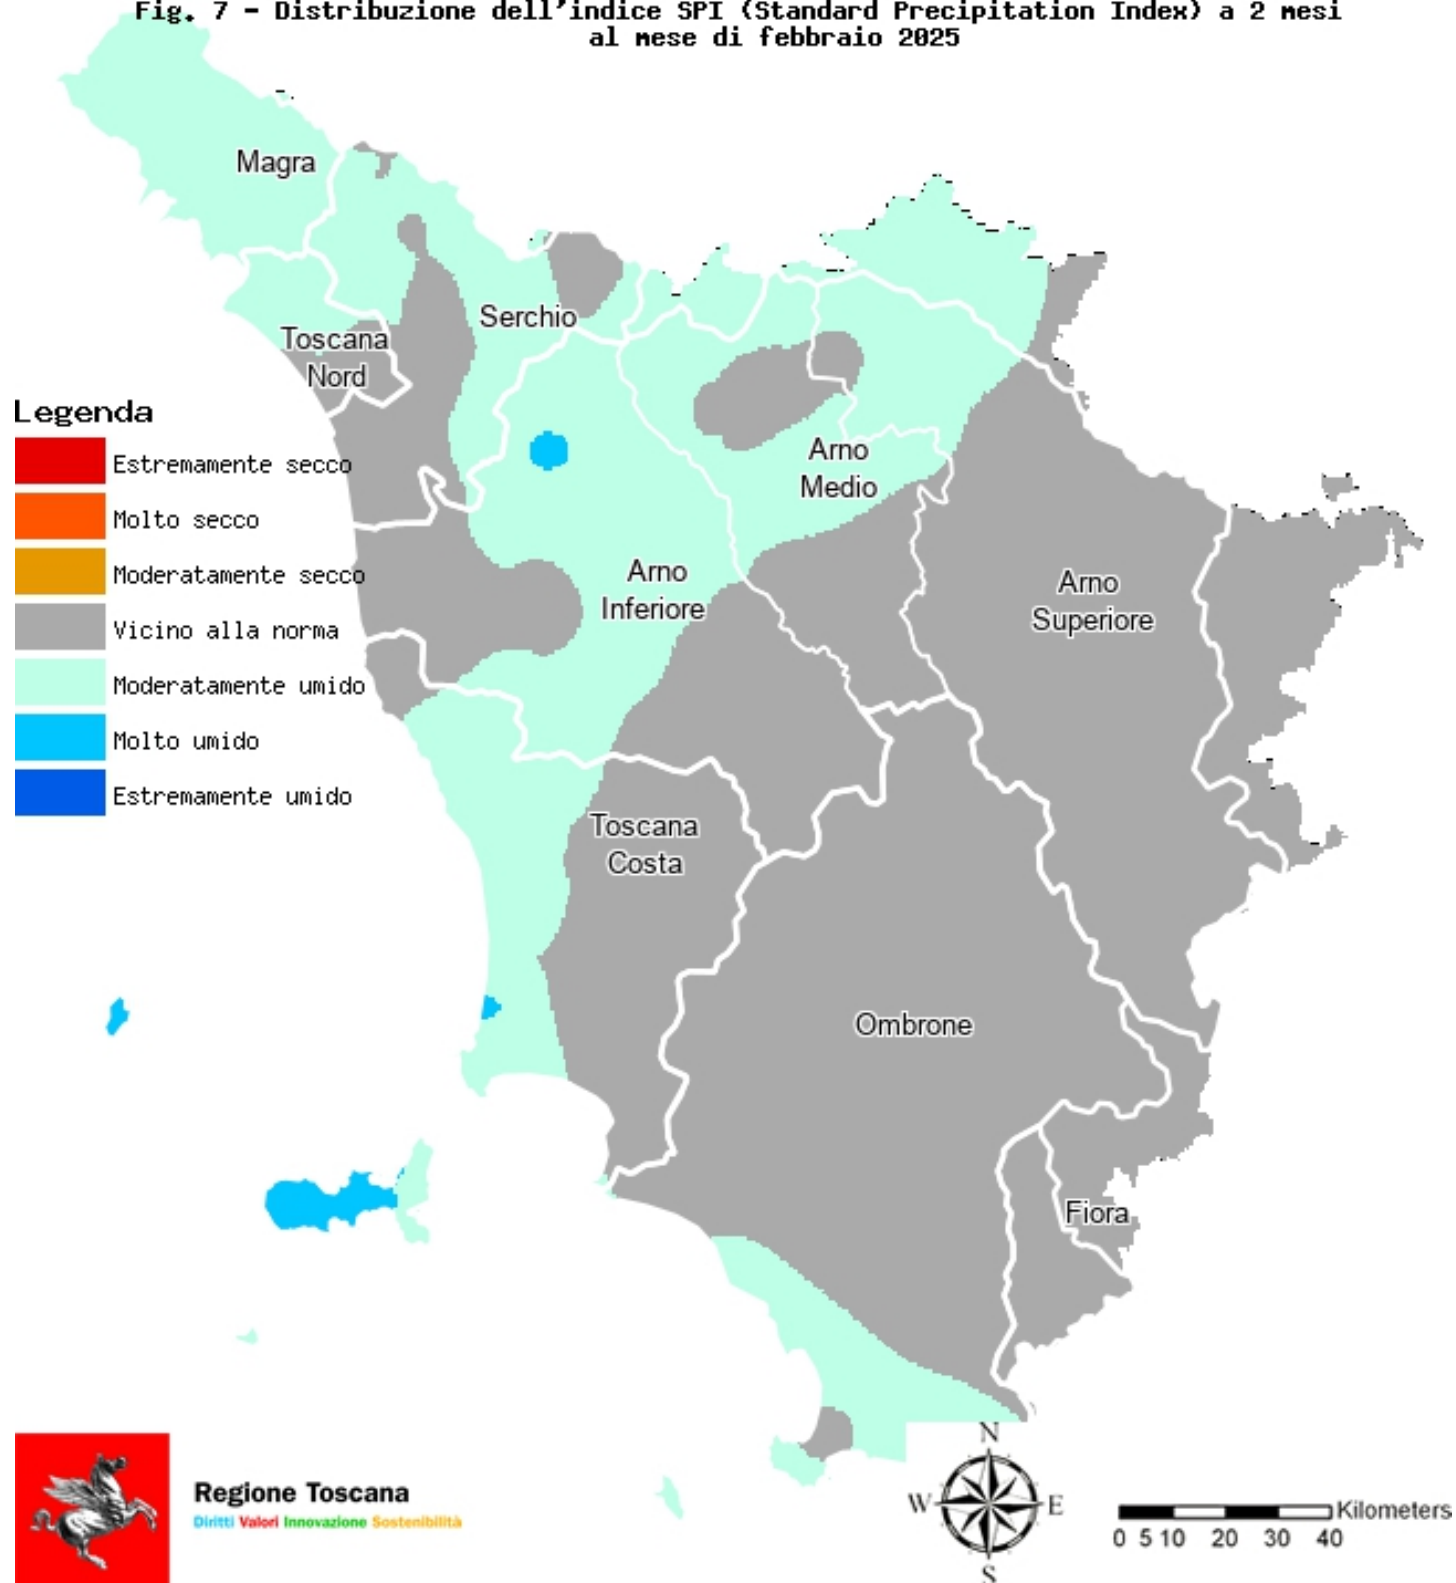 Fig. 7 - Distribuzione dell'indice SPI (Standard Precipitation Index) a 2 mesi
al mese di febbraio 2025
Magra
Serchio
Toscana
Nord
Legenda
Estremamente secco
Molto secco
Moderatamente secco
Vicino alla norma
Moderatamente umido
Molto umido
Estremamente umido
Arno
Medio
Arno
Inferiore
Arno
Superiore
Toscana
Costa
Ombrone
Fiora
Regione Toscana
Diritti Valori Innovazione Sostenibilità
N
W E
S
Kilometers
0 5 10 20 30 40